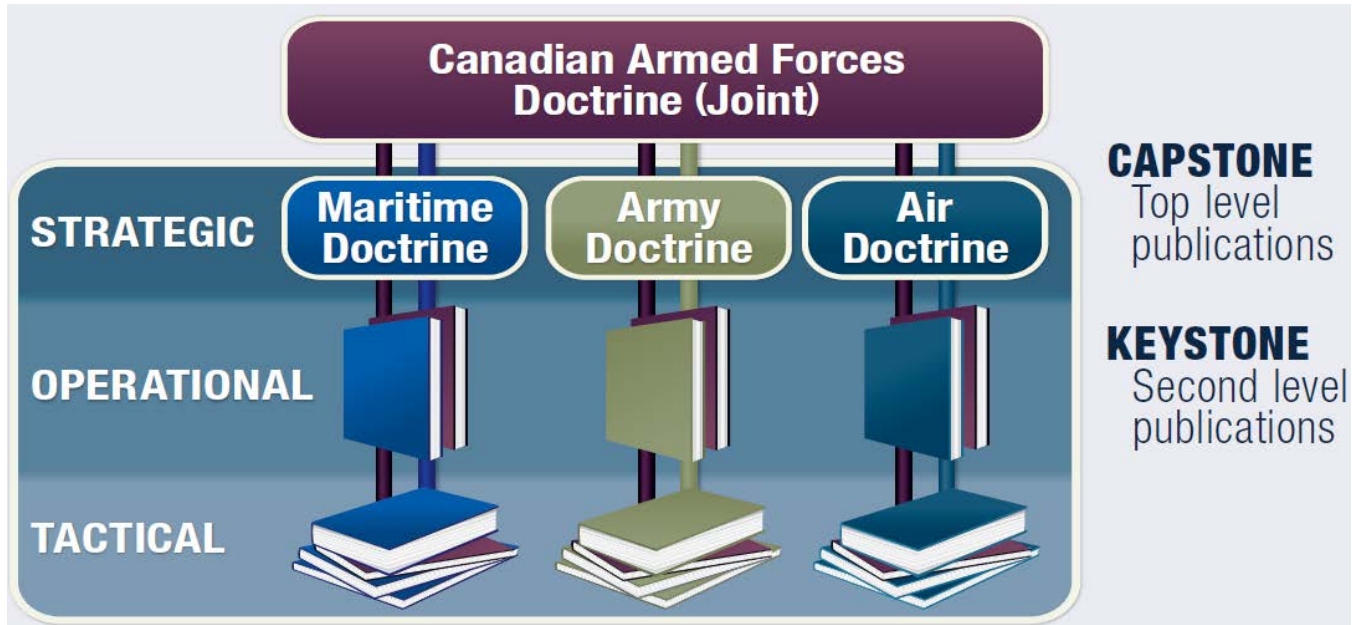 Canadian Armed Forces
Doctrine (Joint)
STRATEGIC
Maritime
Doctrine
Army
Doctrine
Air
Doctrine
OPERATIONAL
TACTICAL
CAPSTONE
Top level
publications
KEYSTONE
Second level
publications